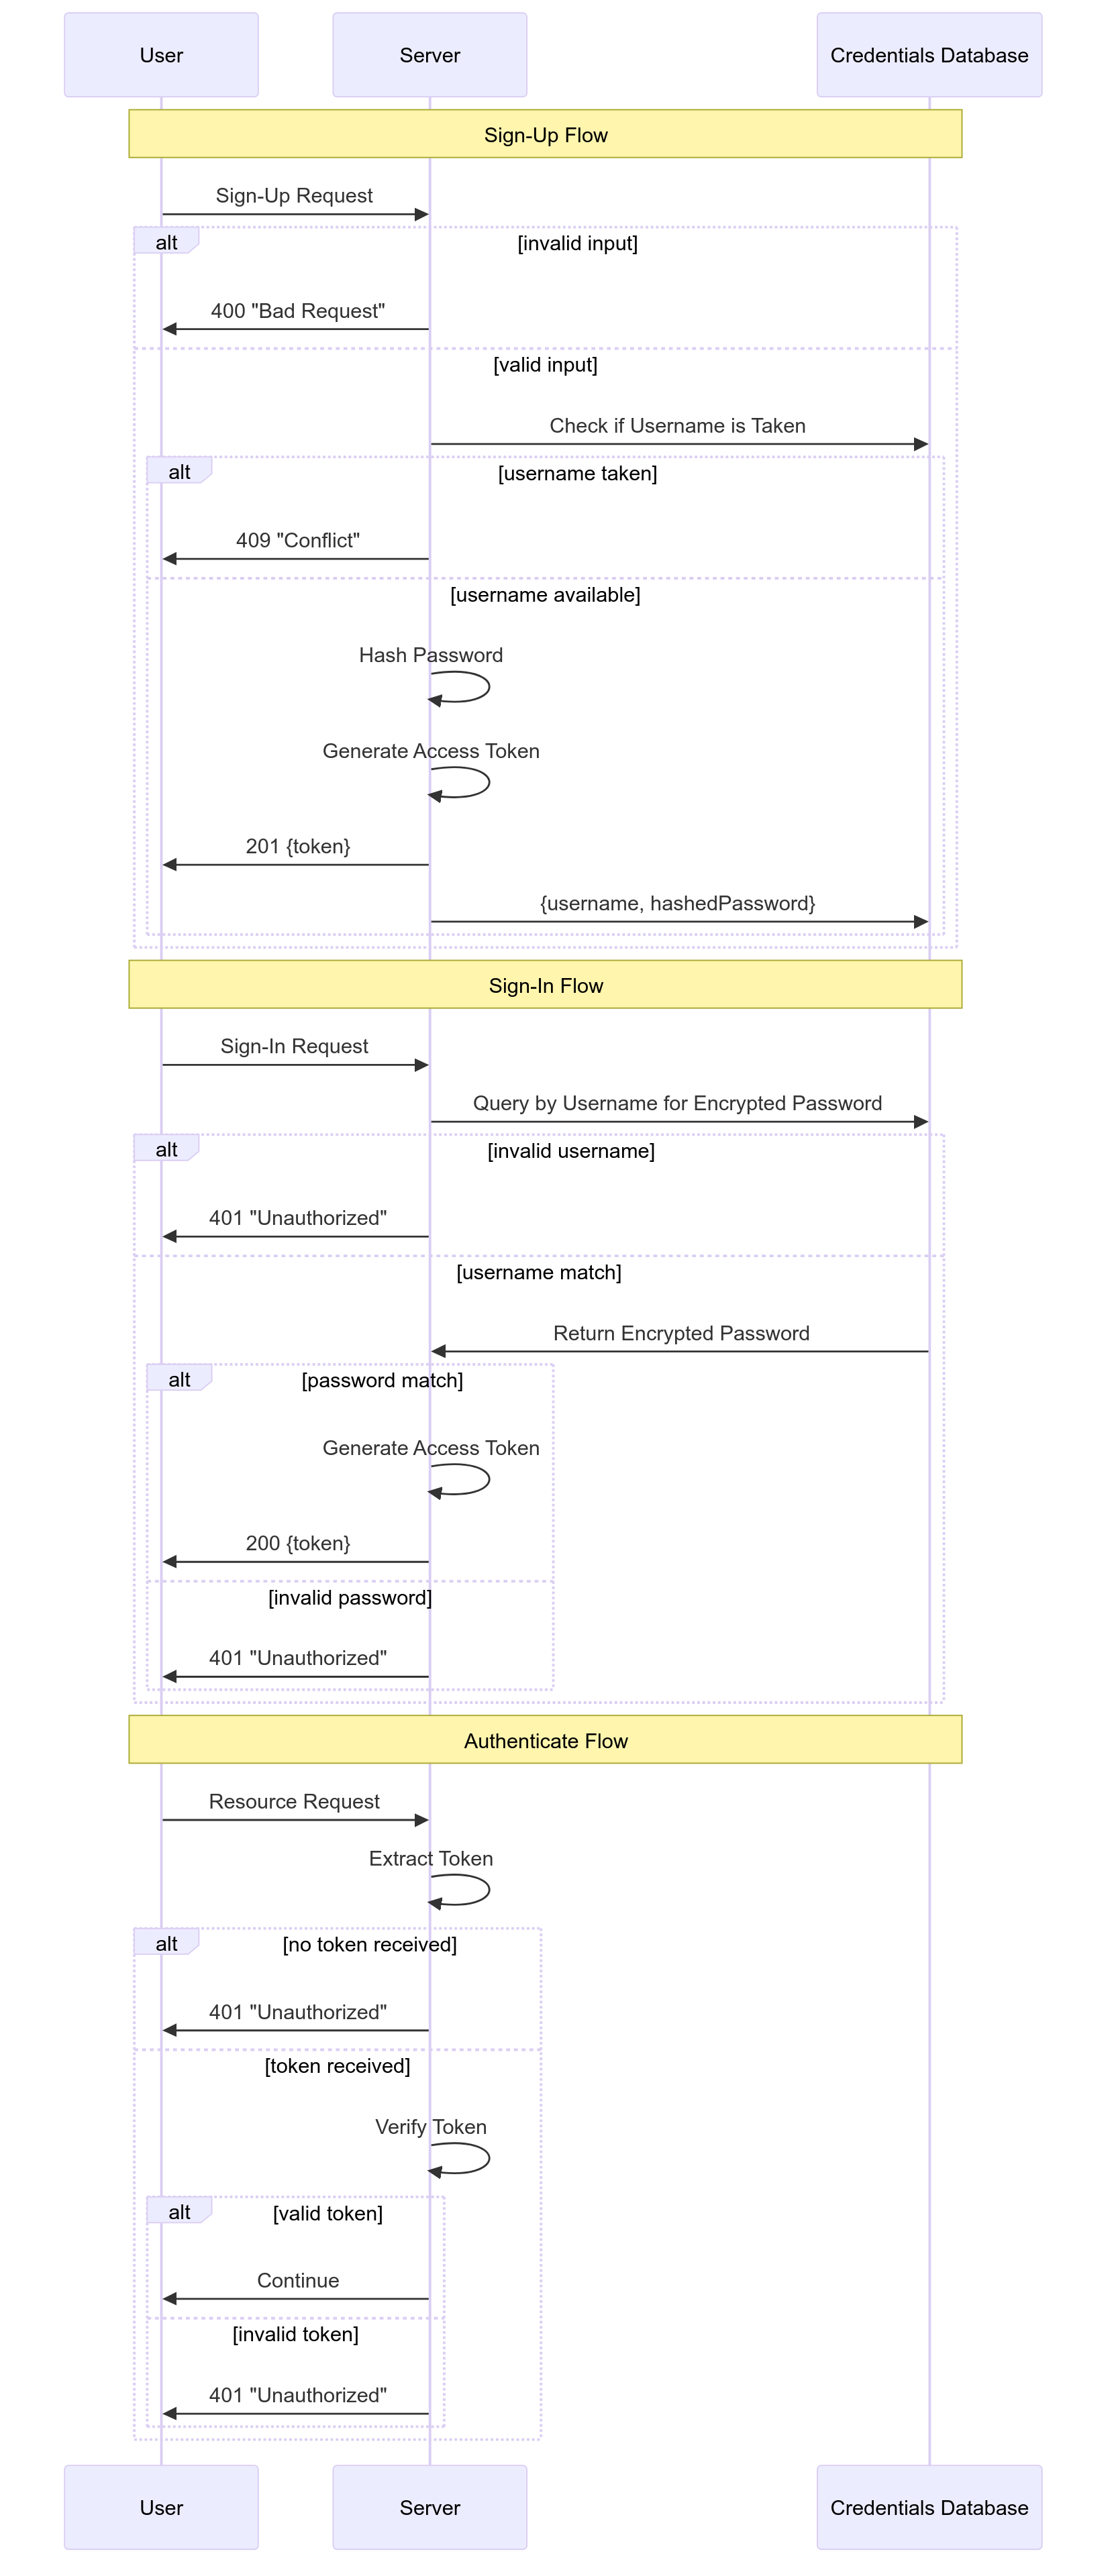 User
Server
Credentials Database
Sign-Up Flow
Sign-Up Request
alt
[invalid input]
400 "Bad Request"
[valid input]
Check if Username is Taken
alt
[username taken]
409 "Conflict"
[username available]
Hash Password
Generate Access Token
201 {token}
{username, hashedPassword}
Sign-In Flow
Sign-In Request
Query by Username for Encrypted Password
alt
[invalid username]
401 "Unauthorized"
[username match]
Return Encrypted Password
alt
[password match]
Generate Access Token
200 {token}
[invalid password]
401 "Unauthorized"
Authenticate Flow
Resource Request
Extract Token
alt
[no token received]
401 "Unauthorized"
[token received]
Verify Token
alt
[valid token]
Continue
[invalid token]
401 "Unauthorized"
User
Server
Credentials Database